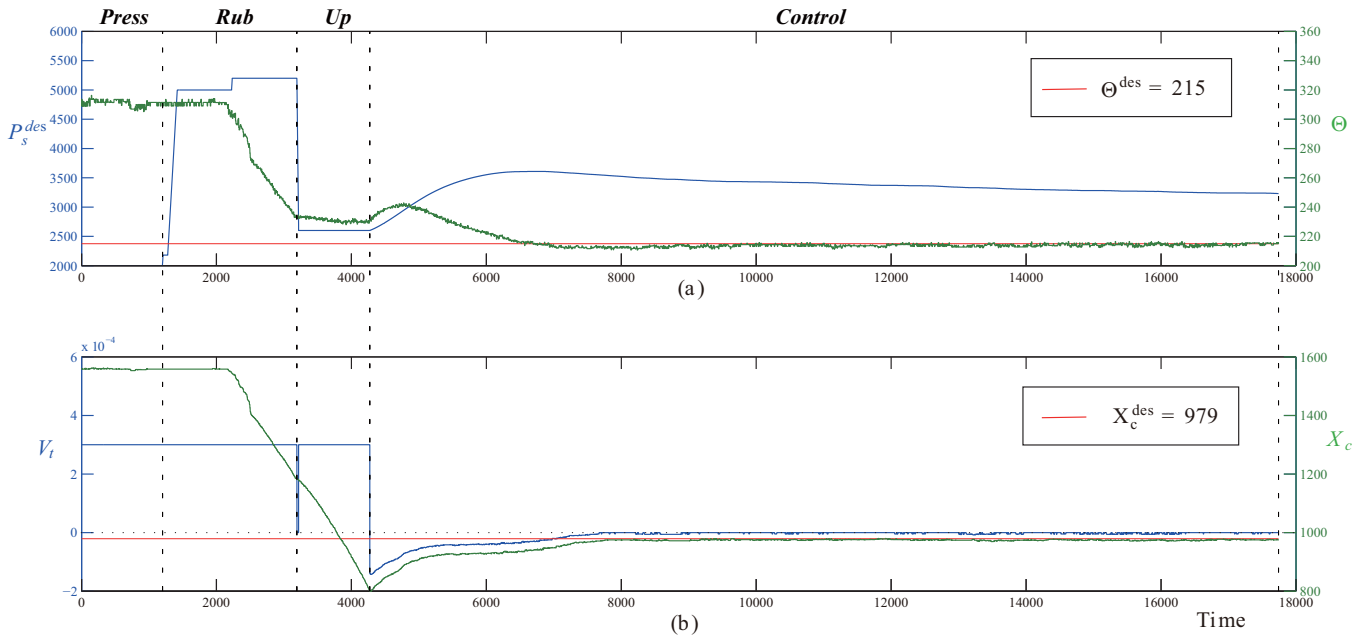 Press Rub Up Control
6000 360
5500 340
5000 320
4500 300
4000 280
3500 260
3000 240
2500 220
2000 200
P_s^des Θ
Θ^des = 215
0 2000 4000 6000 8000 10000 12000 14000 16000 18000
(a)
x 10^−4
6 1600
4 1400
2 1200
0 1000
−2 800
V_t X_c
X_c^des = 979
0 2000 4000 6000 8000 10000 12000 14000 16000 18000
(b) Time